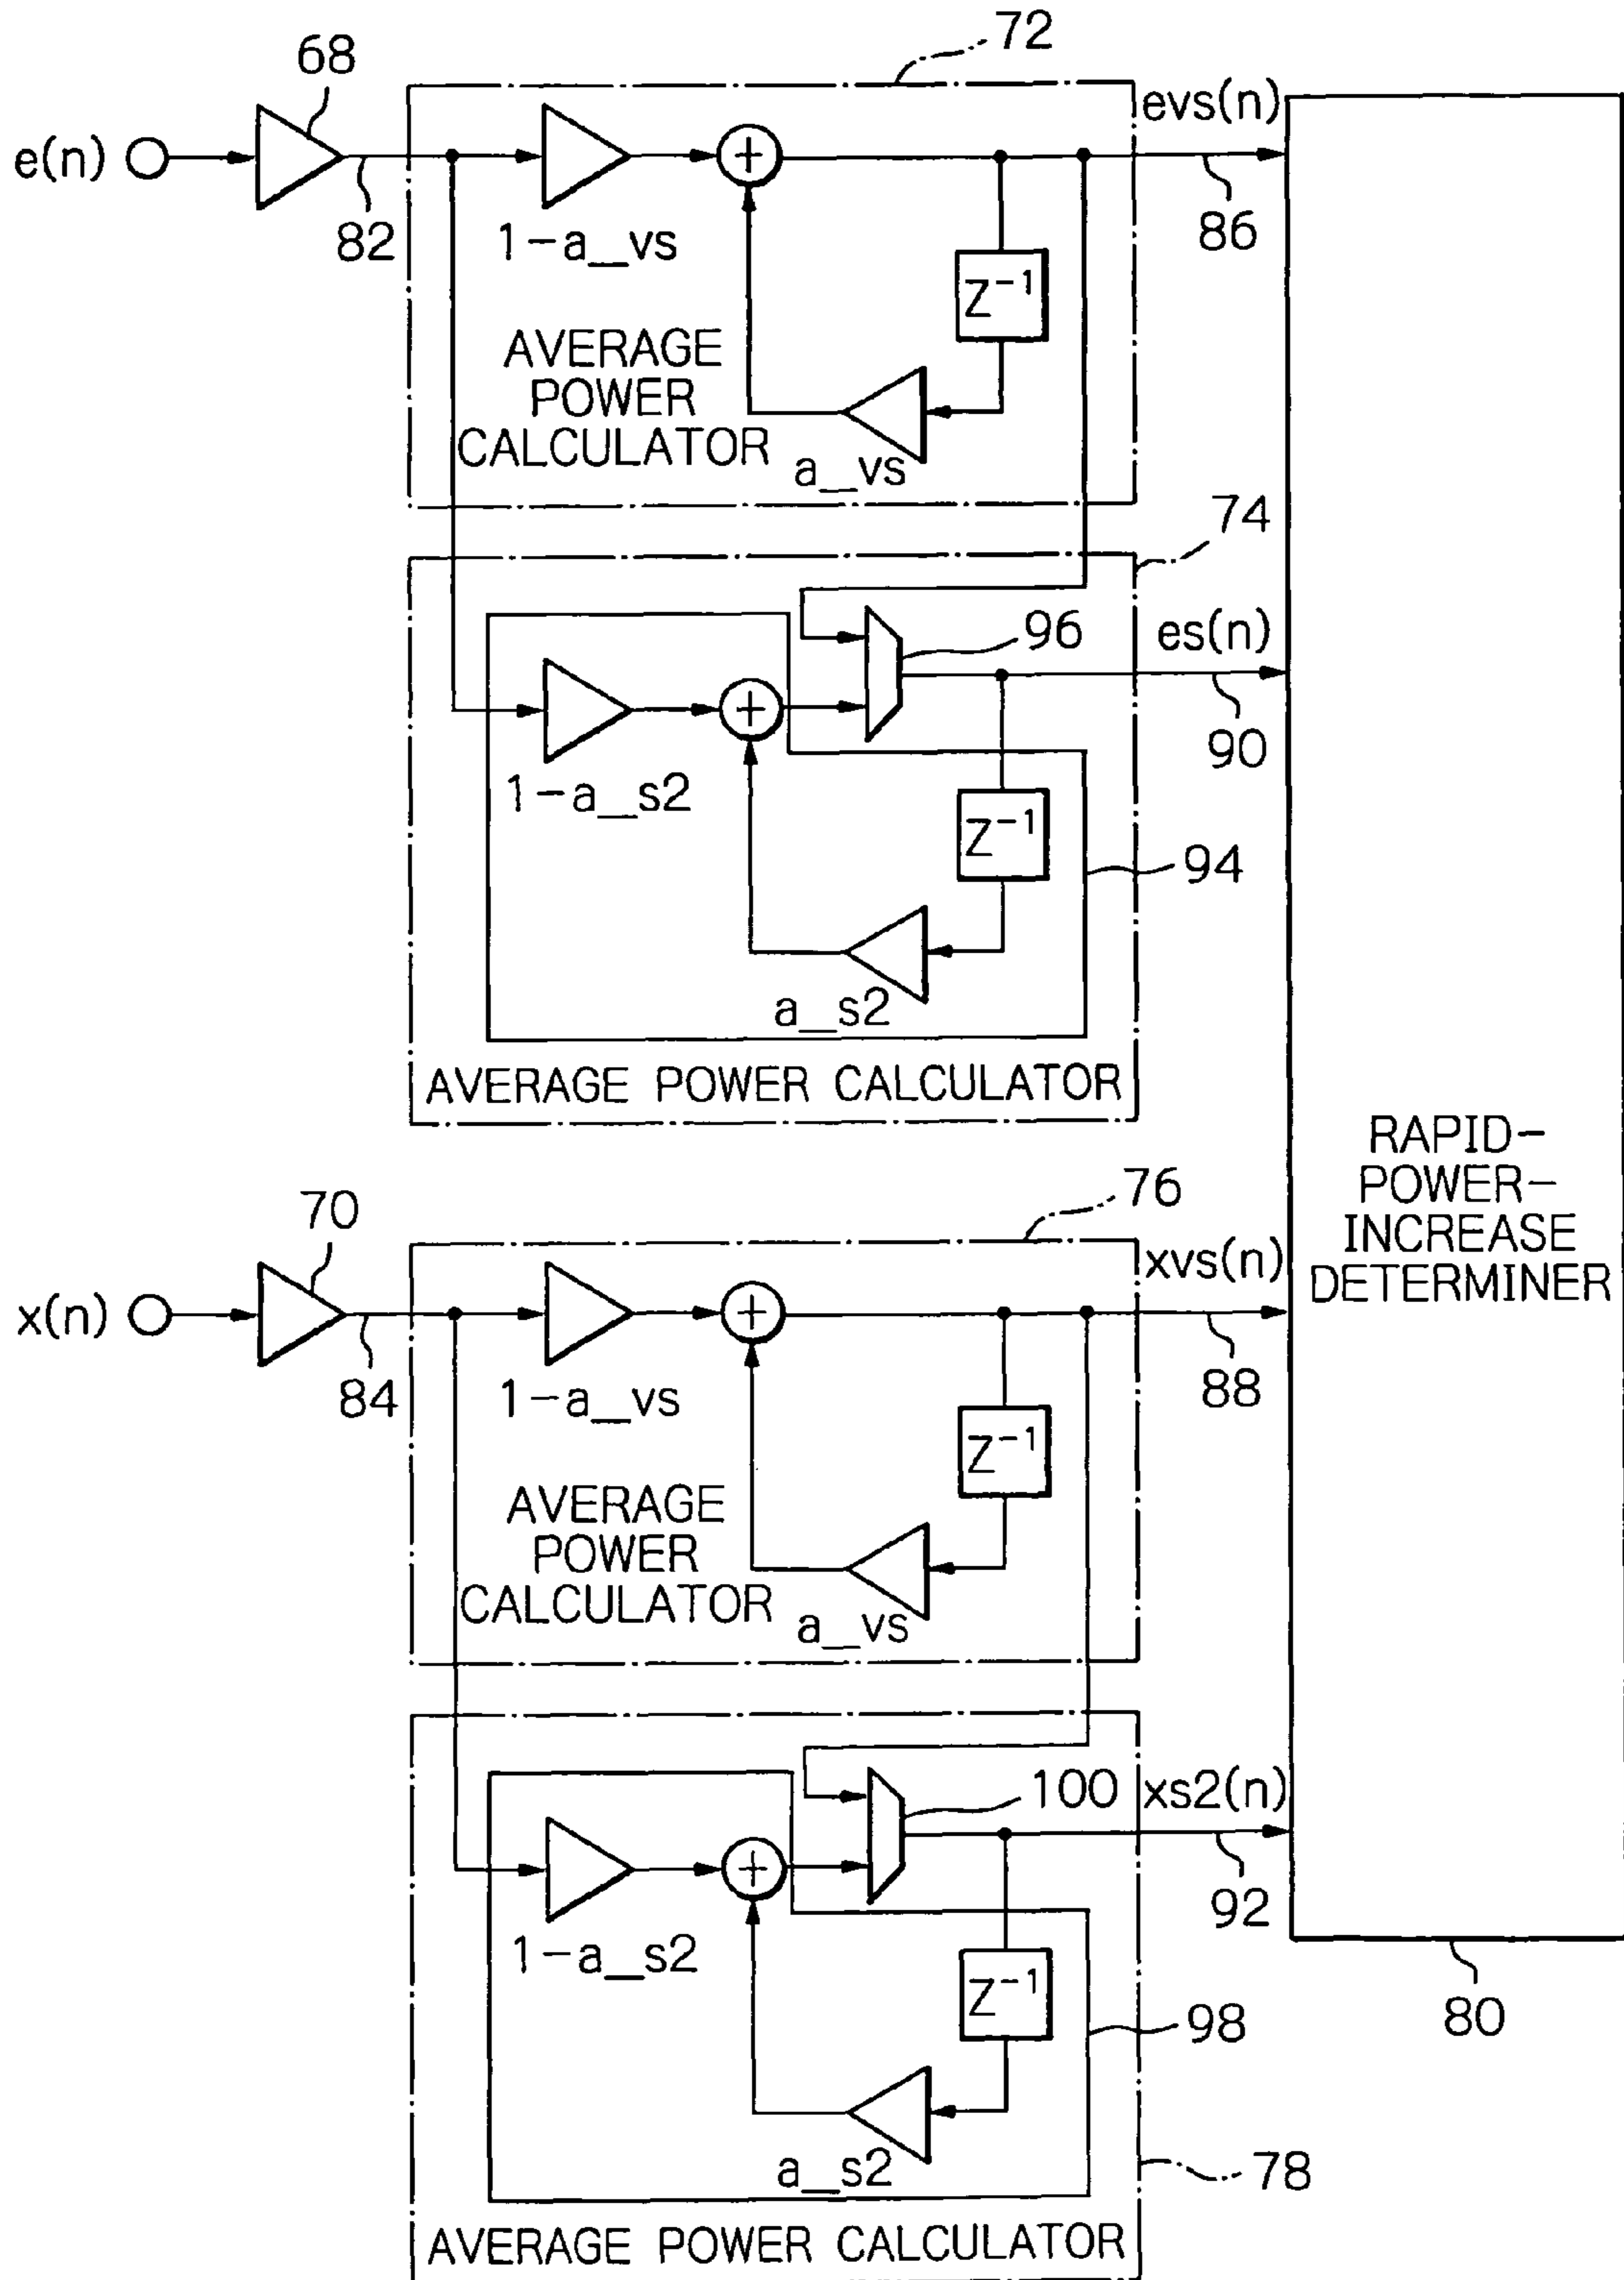 72
68
evs(n)
e(n)
+
82
1-a_vs
86
Z⁻¹
AVERAGE
POWER
CALCULATOR
a_vs
74
96
es(n)
+
90
1-a_s2
Z⁻¹
94
a_s2
AVERAGE POWER CALCULATOR
RAPID-
POWER-
INCREASE
DETERMINER
76
70
xvs(n)
x(n)
+
84
1-a_vs
88
Z⁻¹
AVERAGE
POWER
CALCULATOR
a_vs
100
xs2(n)
+
92
1-a_s2
Z⁻¹
98
80
a_s2
78
AVERAGE POWER CALCULATOR